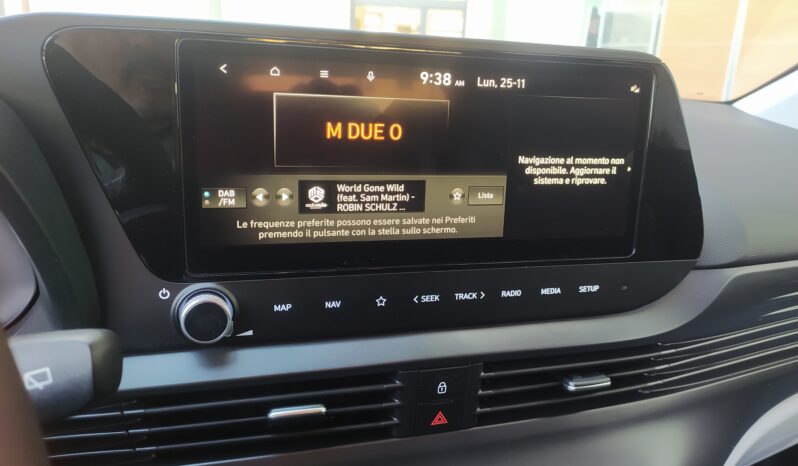 9:38 AM Lun, 25-11
M DUE O
Navigazione al momento non
disponibile. Aggiornare il
sistema e riprovare.
DAB
/FM
World Gone Wild
(feat. Sam Martin) -
ROBIN SCHULZ ...
Lista
Le frequenze preferite possono essere salvate nei Preferiti
premendo il pulsante con la stella sullo schermo.
MAP
NAV
< SEEK
TRACK >
RADIO
MEDIA
SETUP